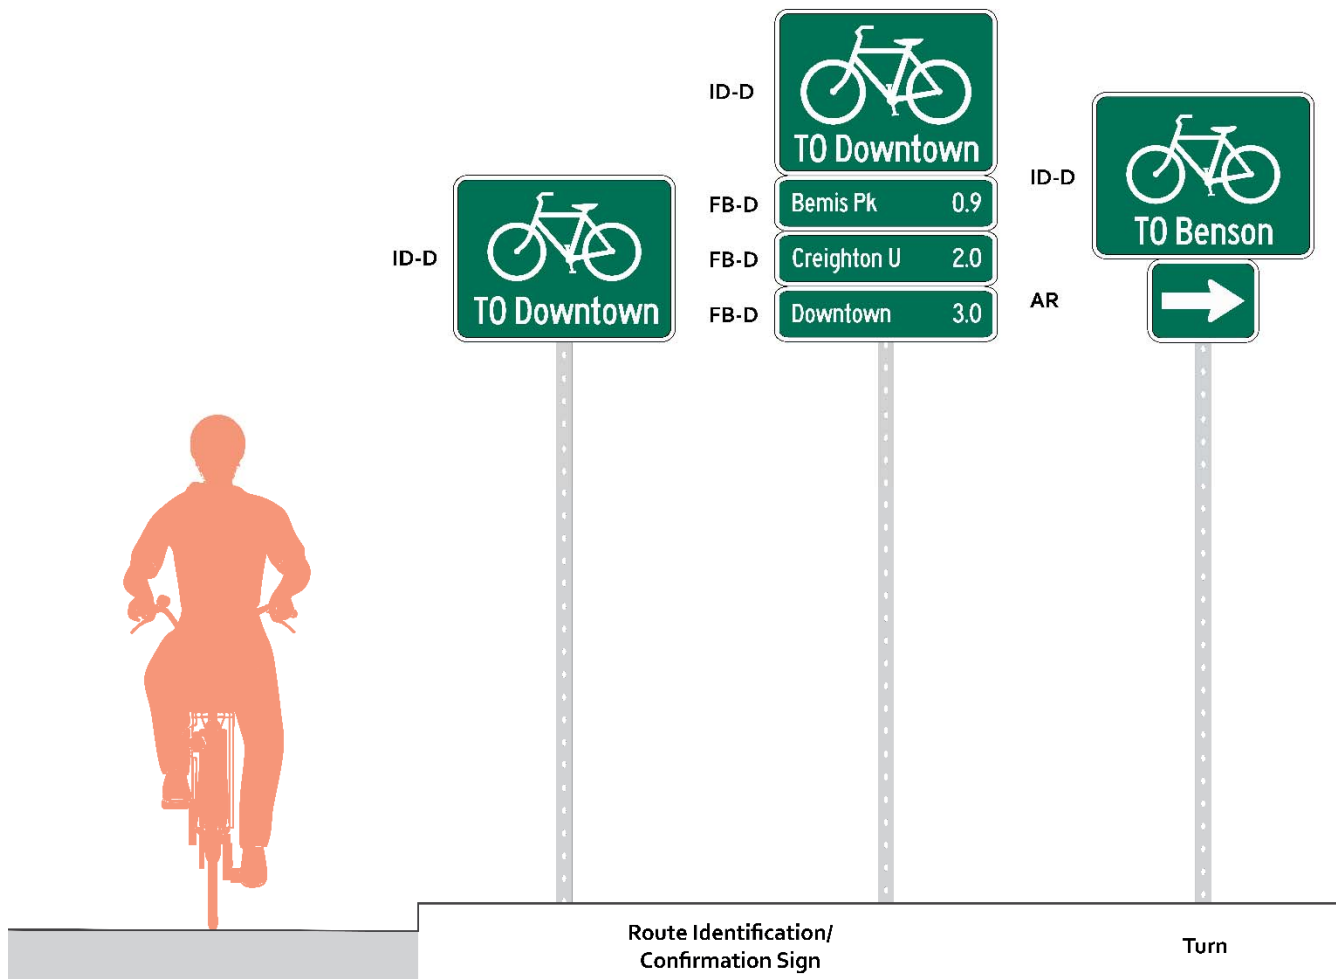 ID-D
TO Downtown
ID-D
TO Downtown
FB-D
Bemis Pk 0.9
FB-D
Creighton U 2.0
FB-D
Downtown 3.0
ID-D
TO Benson
AR
Route Identification/
Confirmation Sign
Turn